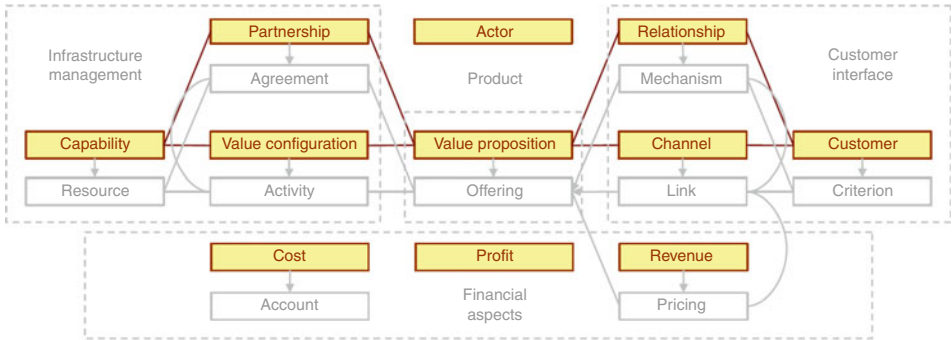 Partnership
Actor
Relationship
Infrastructure
management
Customer
interface
Agreement
Product
Mechanism
Capability
Value configuration
Value proposition
Channel
Customer
Resource
Activity
Offering
Link
Criterion
Cost
Profit
Revenue
Account
Financial
aspects
Pricing